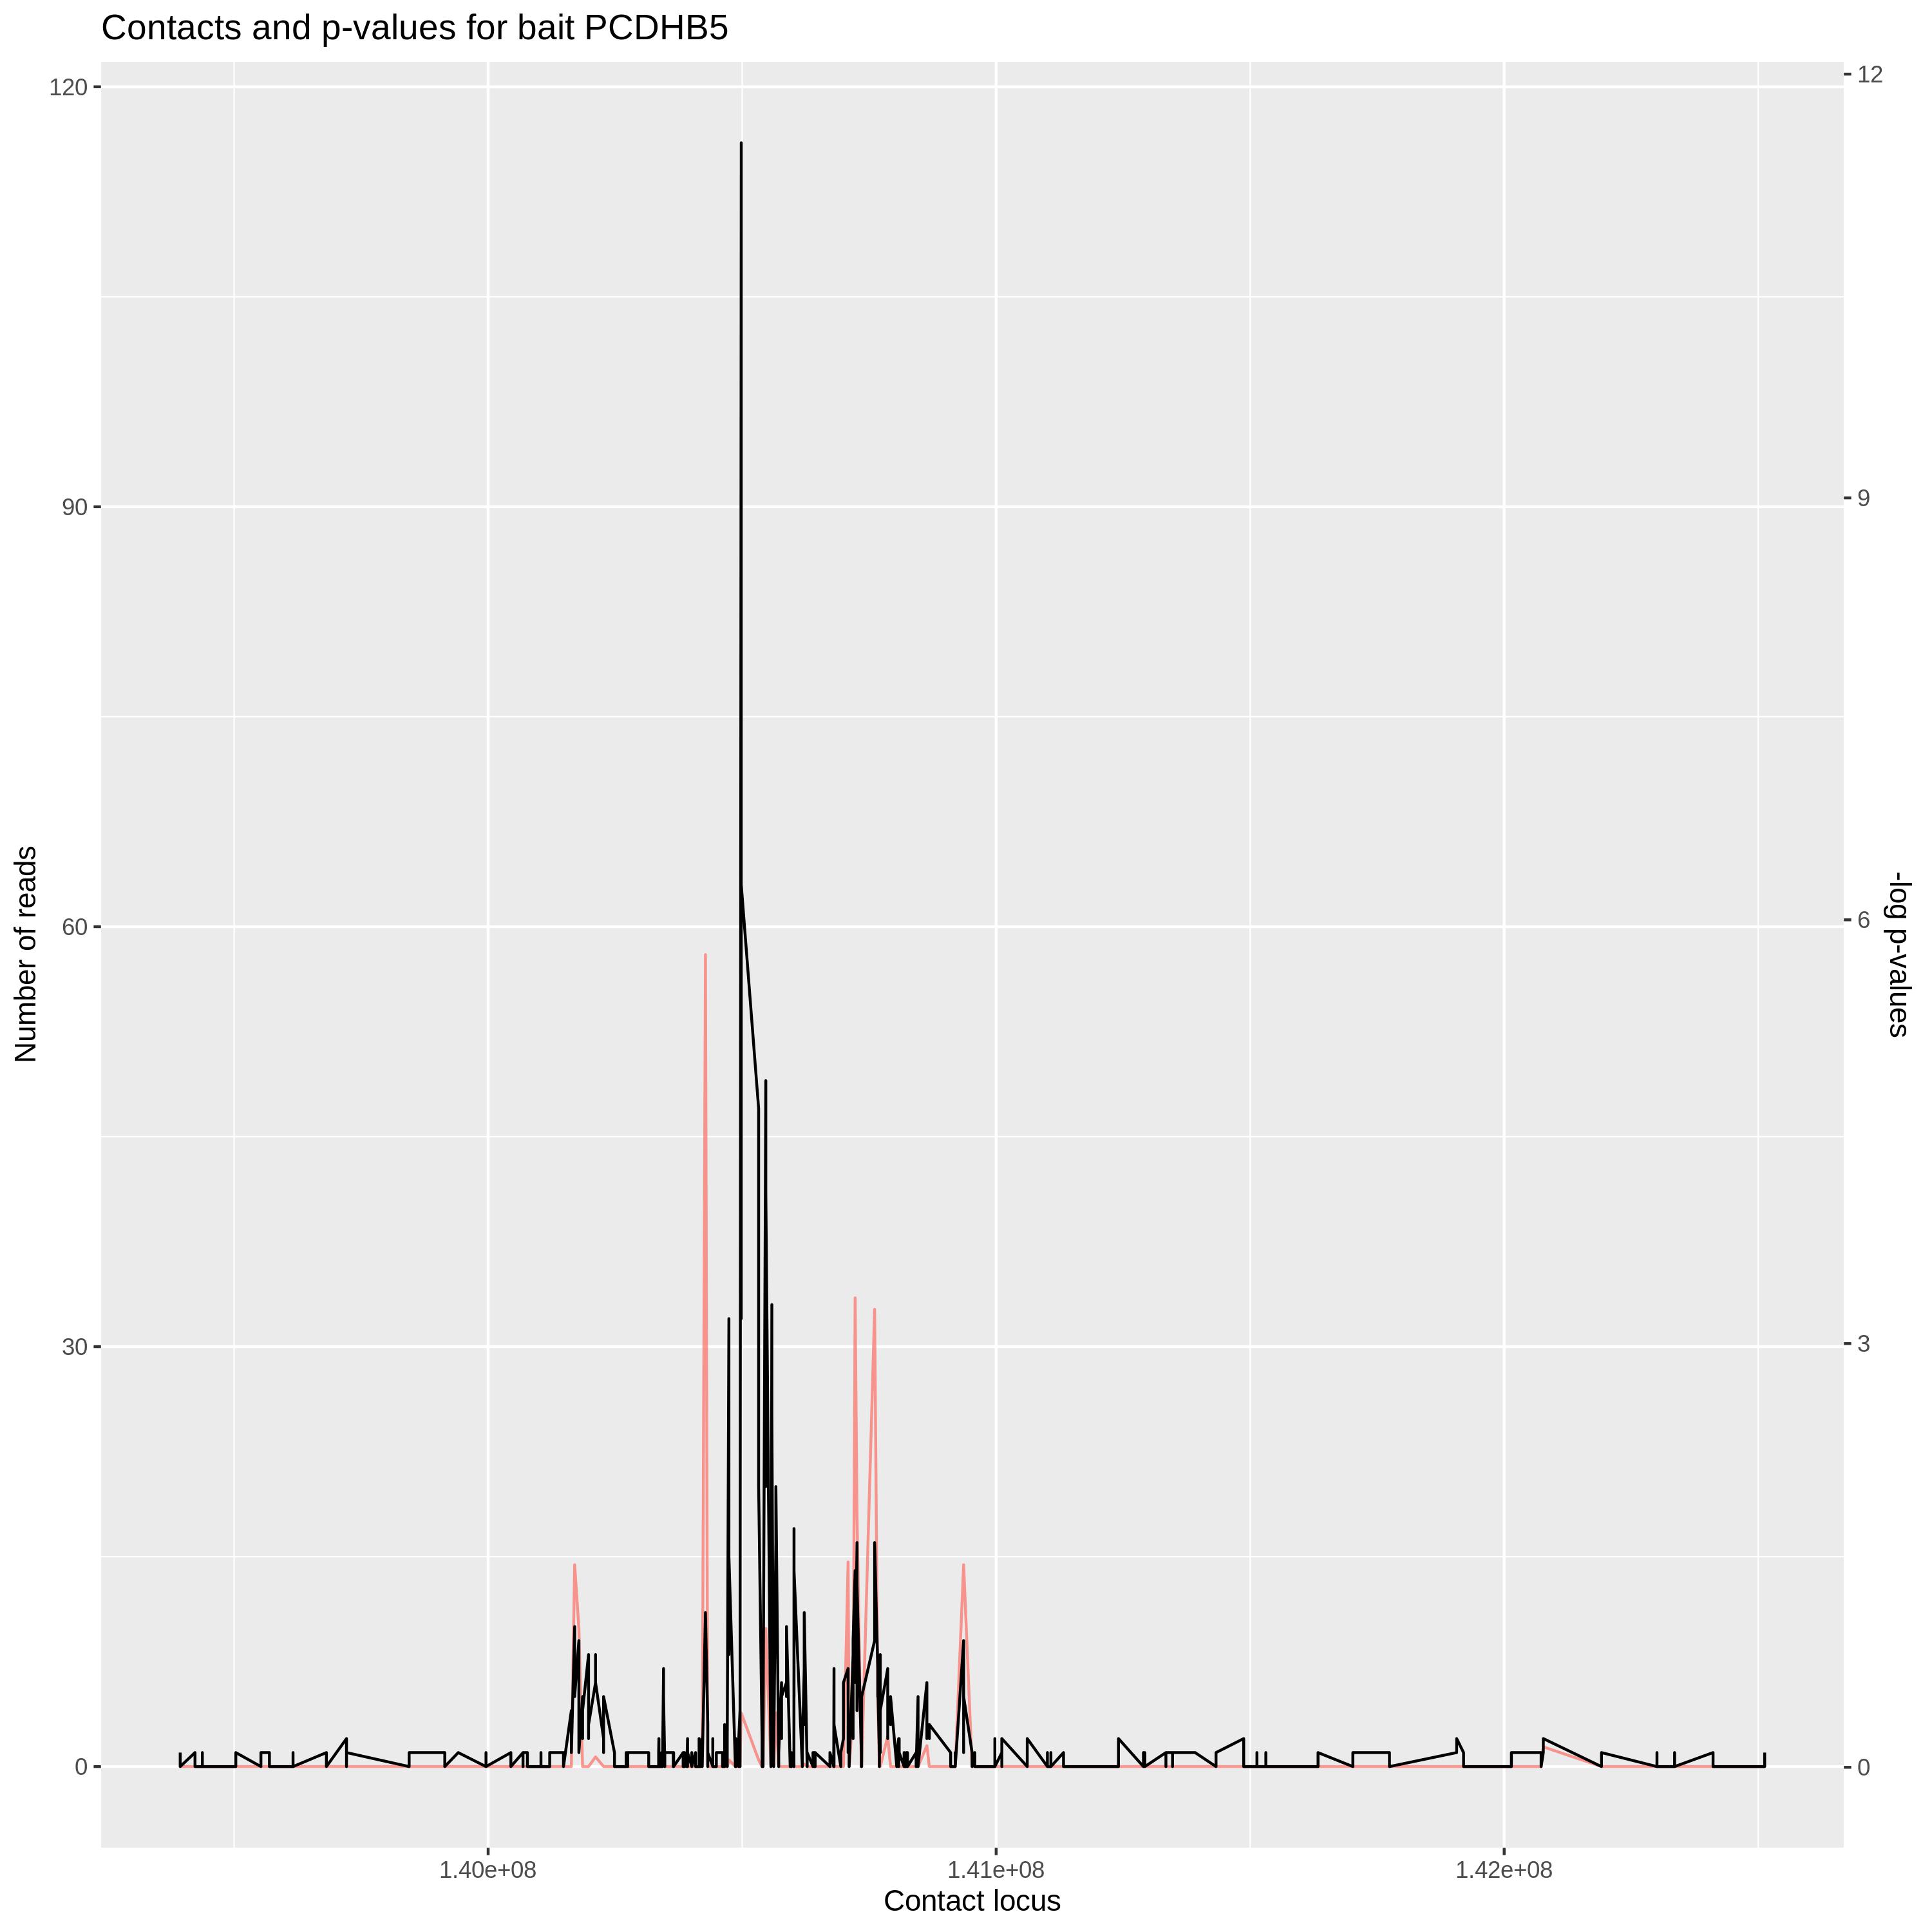 Contacts and p-values for bait PCDHB5
120
90
60
30
0
Number of reads
12
9
6
3
0
-log p-values
1.40e+08
1.41e+08
1.42e+08
Contact locus